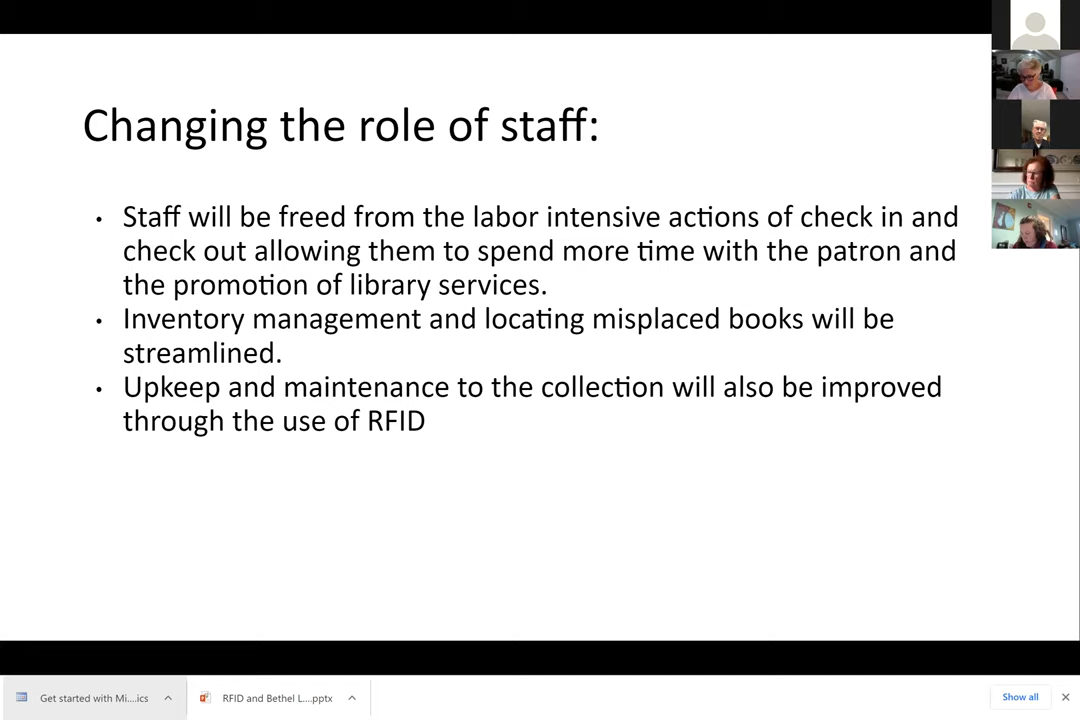 Changing the role of staff:
• Staff will be freed from the labor intensive actions of check in and
check out allowing them to spend more time with the patron and
the promotion of library services.
• Inventory management and locating misplaced books will be
streamlined.
• Upkeep and maintenance to the collection will also be improved
through the use of RFID
Get started with Mi....ics
RFID and Bethel L....pptx
Show all